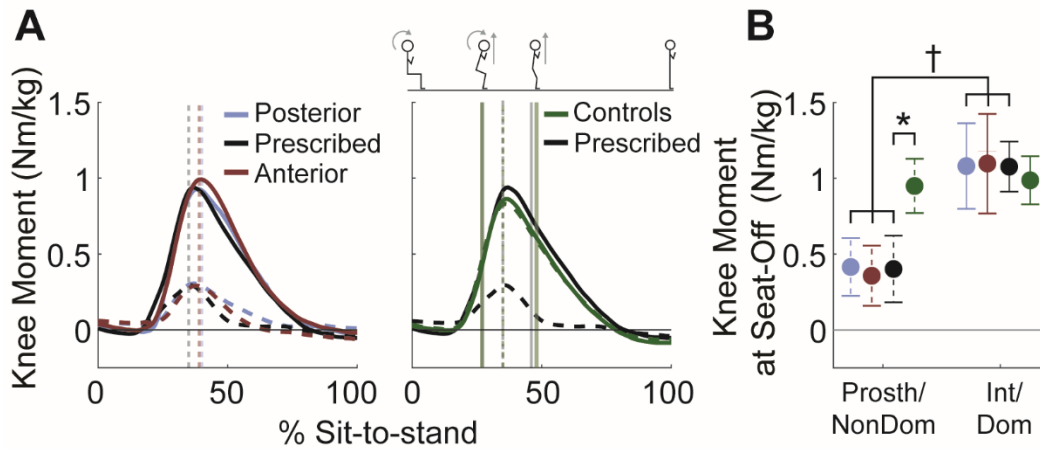 A
B
Knee Moment (Nm/kg)
1.5
1
0.5
0
Posterior
Prescribed
Anterior
Controls
Prescribed
0
50
100
0
50
100
% Sit-to-stand
Knee Moment
at Seat-Off (Nm/kg)
1.5
1
0.5
0
†
*
Prosth/
NonDom
Int/
Dom